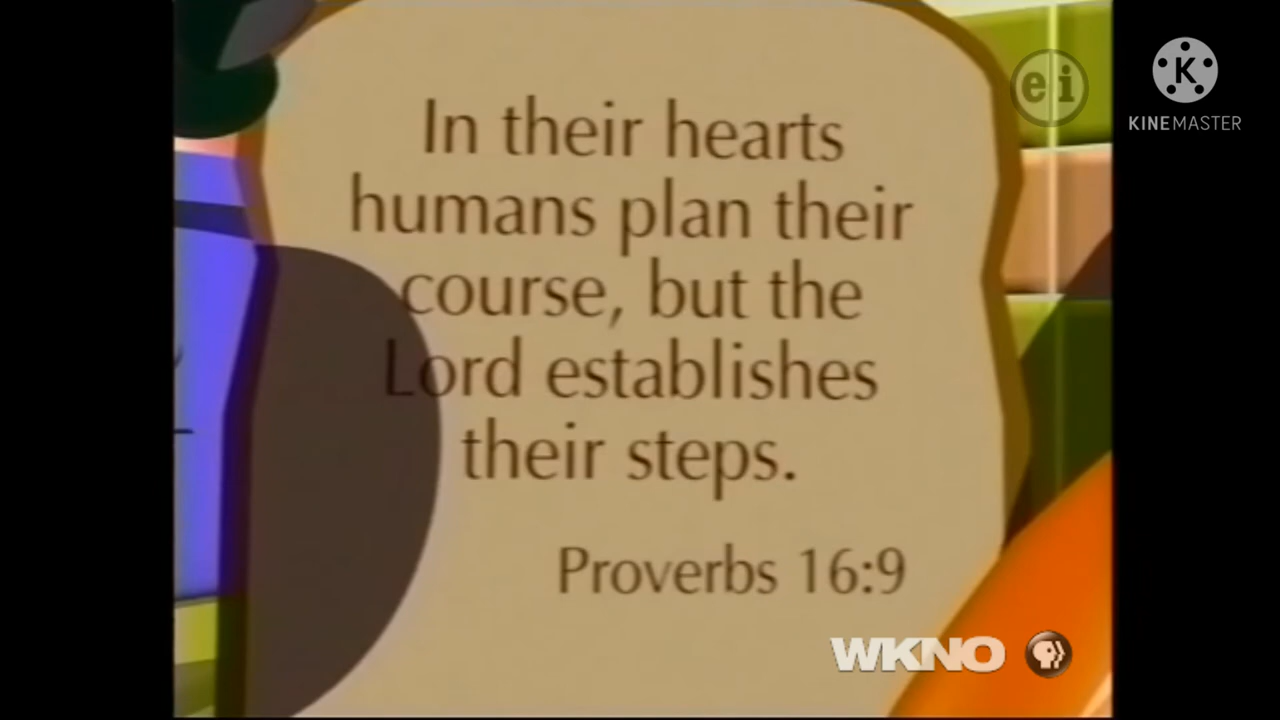 In their hearts
humans plan their
course, but the
Lord establishes
their steps.
Proverbs 16:9
ei
K
KINEMASTER
WKNO